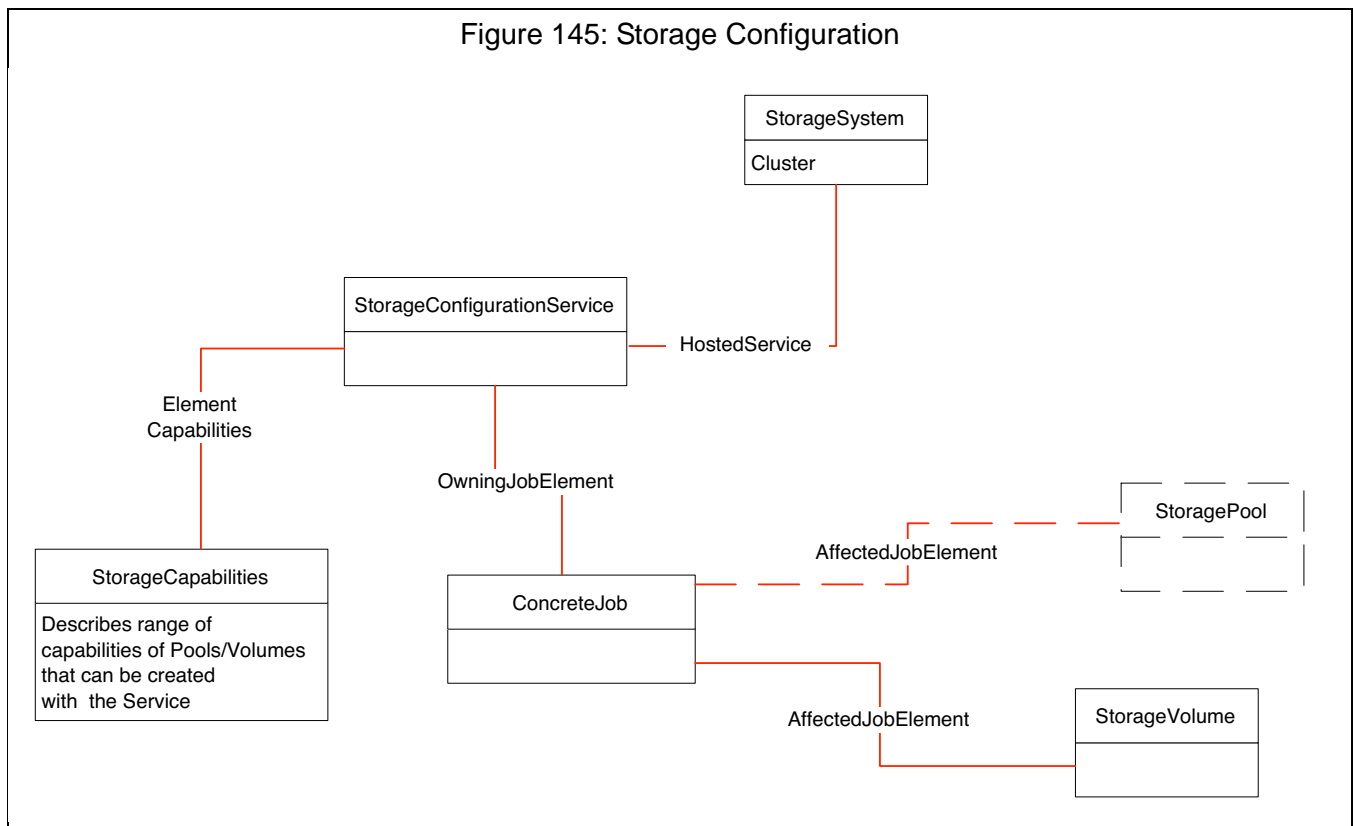 Figure 145: Storage Configuration
StorageSystem
Cluster
StorageConfigurationService
HostedService
Element
Capabilities
OwningJobElement
StoragePool
AffectedJobElement
StorageCapabilities
Describes range of
capabilities of Pools/Volumes
that can be created
with  the Service
ConcreteJob
AffectedJobElement
StorageVolume